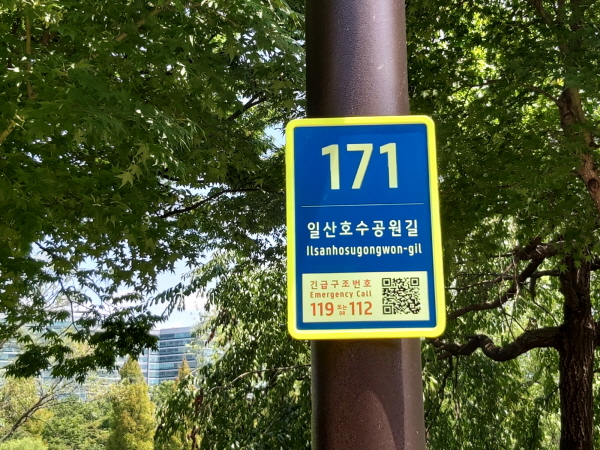 171
일산호수공원길
Ilsanhosugongwon-gil
긴급구조번호
Emergency Call
119 또는 OR 112